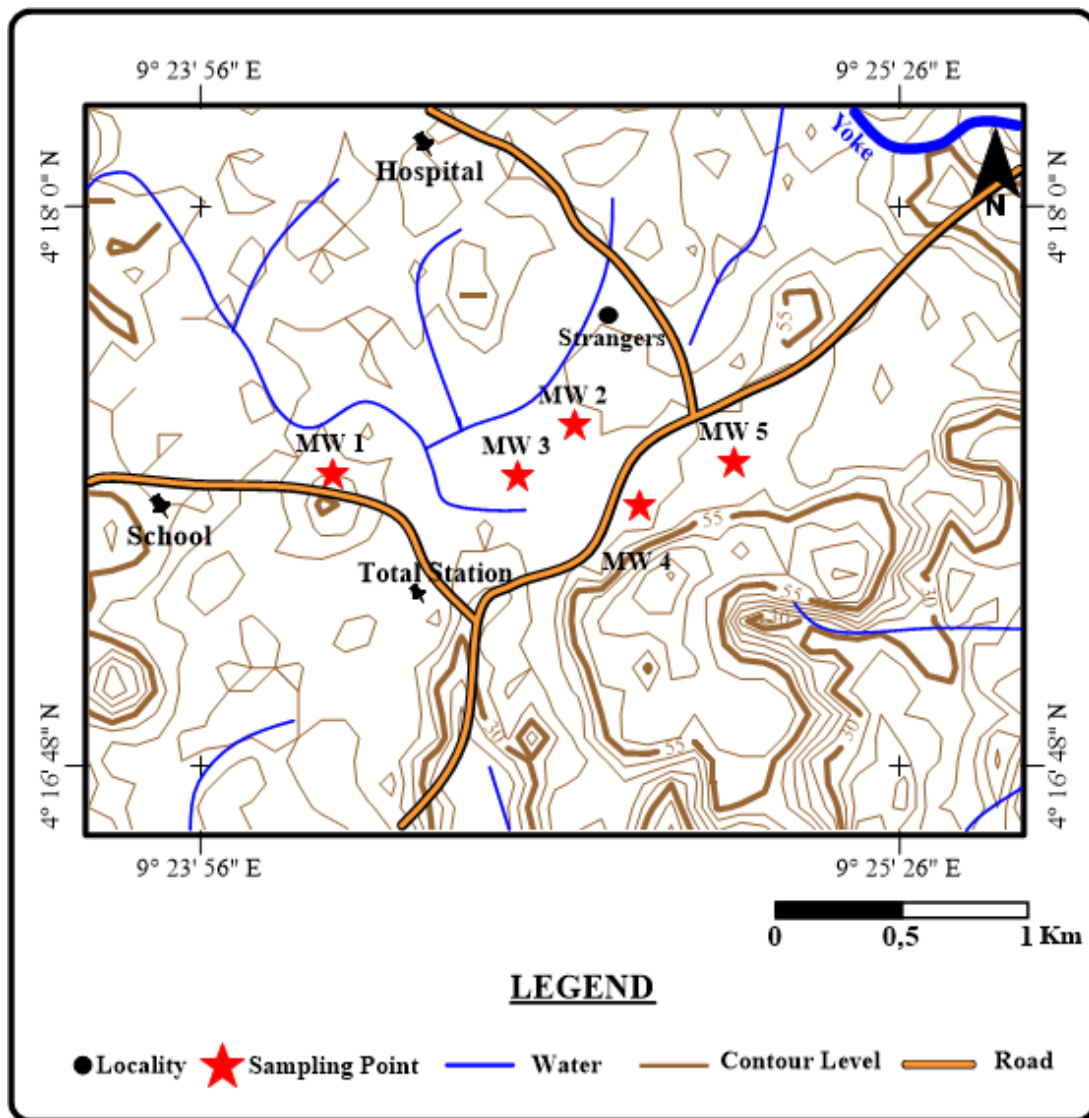 9° 23' 56" E
9° 25' 26" E
4° 18' 0" N
4° 18' 0" N
Yoke
N
Hospital
Strangers
55
MW 1
MW 2
MW 3
MW 5
MW 4
School
Total Station
55
55
30
30
30
55
30
4° 16' 48" N
4° 16' 48" N
9° 23' 56" E
9° 25' 26" E
0
0,5
1 Km
LEGEND
Locality Sampling Point Water Contour Level Road